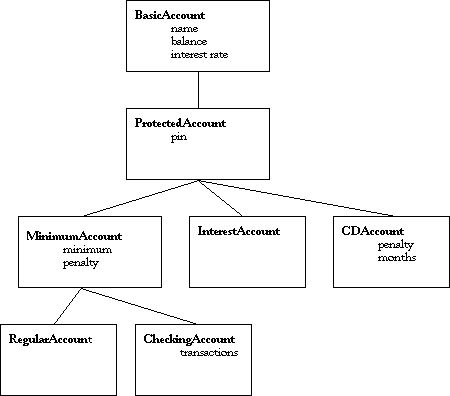 BasicAccount
name
balance
interest rate
ProtectedAccount
pin
MinimumAccount
minimum
penalty
InterestAccount
CDAccount
penalty
months
RegularAccount
CheckingAccount
transactions